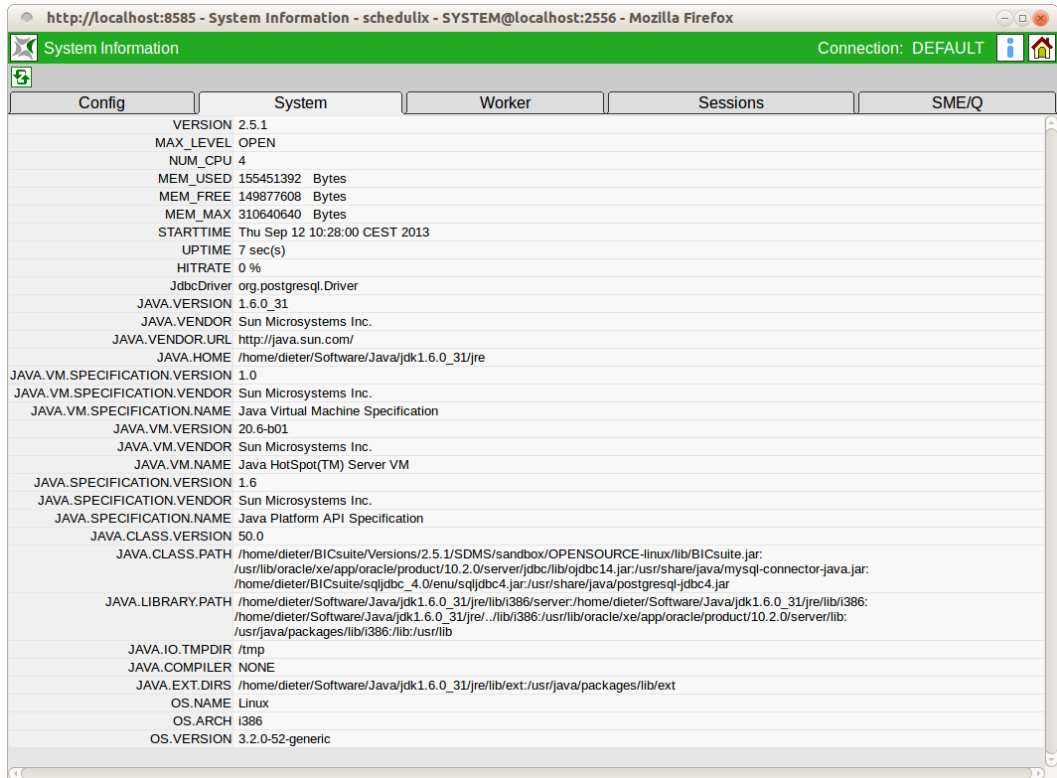 http://localhost:8585 - System Information - schedulix - SYSTEM@localhost:2556 - Mozilla Firefox
System Information Connection: DEFAULT
Config System Worker Sessions SME/Q
VERSION 2.5.1
MAX_LEVEL OPEN
NUM_CPU 4
MEM_USED 155451392 Bytes
MEM_FREE 149877608 Bytes
MEM_MAX 310640640 Bytes
STARTTIME Thu Sep 12 10:28:00 CEST 2013
UPTIME 7 sec(s)
HITRATE 0 %
JdbcDriver org.postgresql.Driver
JAVA.VERSION 1.6.0_31
JAVA.VENDOR Sun Microsystems Inc.
JAVA.VENDOR.URL http://java.sun.com/
JAVA.HOME /home/dieter/Software/Java/jdk1.6.0_31/jre
JAVA.VM.SPECIFICATION.VERSION 1.0
JAVA.VM.SPECIFICATION.VENDOR Sun Microsystems Inc.
JAVA.VM.SPECIFICATION.NAME Java Virtual Machine Specification
JAVA.VM.VERSION 20.6-b01
JAVA.VM.VENDOR Sun Microsystems Inc.
JAVA.VM.NAME Java HotSpot(TM) Server VM
JAVA.SPECIFICATION.VERSION 1.6
JAVA.SPECIFICATION.VENDOR Sun Microsystems Inc.
JAVA.SPECIFICATION.NAME Java Platform API Specification
JAVA.CLASS.VERSION 50.0
JAVA.CLASS.PATH /home/dieter/BICsuite/Versions/2.5.1/SDMS/sandbox/OPENSOURCE-linux/lib/BICsuite.jar:
/usr/lib/oracle/xe/app/oracle/product/10.2.0/server/jdbc/lib/ojdbc14.jar:/usr/share/java/mysql-connector-java.jar:
/home/dieter/BICsuite/sqljdbc_4.0/enu/sqljdbc4.jar:/usr/share/java/postgresql-jdbc4.jar
JAVA.LIBRARY.PATH /home/dieter/Software/Java/jdk1.6.0_31/jre/lib/i386/server:/home/dieter/Software/Java/jdk1.6.0_31/jre/lib/i386:
/home/dieter/Software/Java/jdk1.6.0_31/jre/../lib/i386:/usr/lib/oracle/xe/app/oracle/product/10.2.0/server/lib:
/usr/java/packages/lib/i386:/lib:/usr/lib
JAVA.IO.TMPDIR /tmp
JAVA.COMPILER NONE
JAVA.EXT.DIRS /home/dieter/Software/Java/jdk1.6.0_31/jre/lib/ext:/usr/java/packages/lib/ext
OS.NAME Linux
OS.ARCH i386
OS.VERSION 3.2.0-52-generic